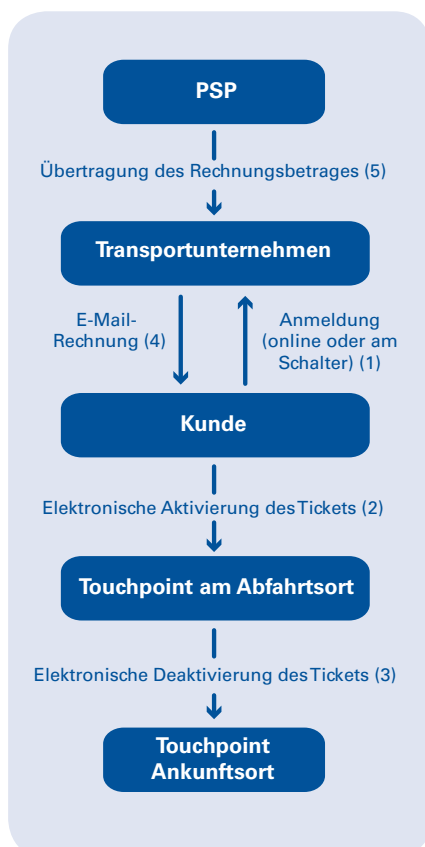 PSP
Übertragung des Rechnungsbetrages (5)
Transportunternehmen
E-Mail-
Rechnung (4)
Anmeldung
(online oder am
Schalter) (1)
Kunde
Elektronische Aktivierung des Tickets (2)
Touchpoint am Abfahrtsort
Elektronische Deaktivierung des Tickets (3)
Touchpoint
Ankunftsort